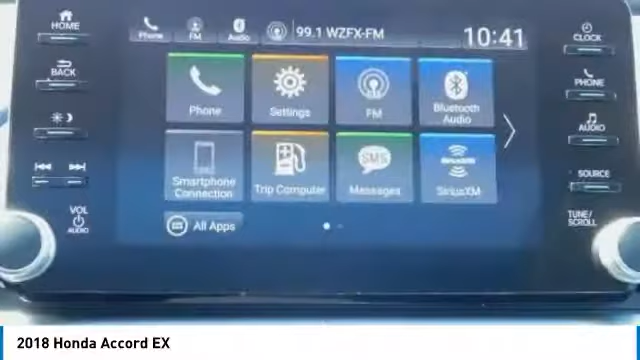 HOME
Phone
FM
Audio
99.1 WZFX-FM
10:41
CLOCK
BACK
PHONE
Phone
Settings
FM
Bluetooth
Audio
AUDIO
SMS
SiriusXM
Smartphone
Connection
Trip Computer
Messages
SiriusXM
SOURCE
VOL
AUDIO
All Apps
TUNE/
SCROLL
2018 Honda Accord EX